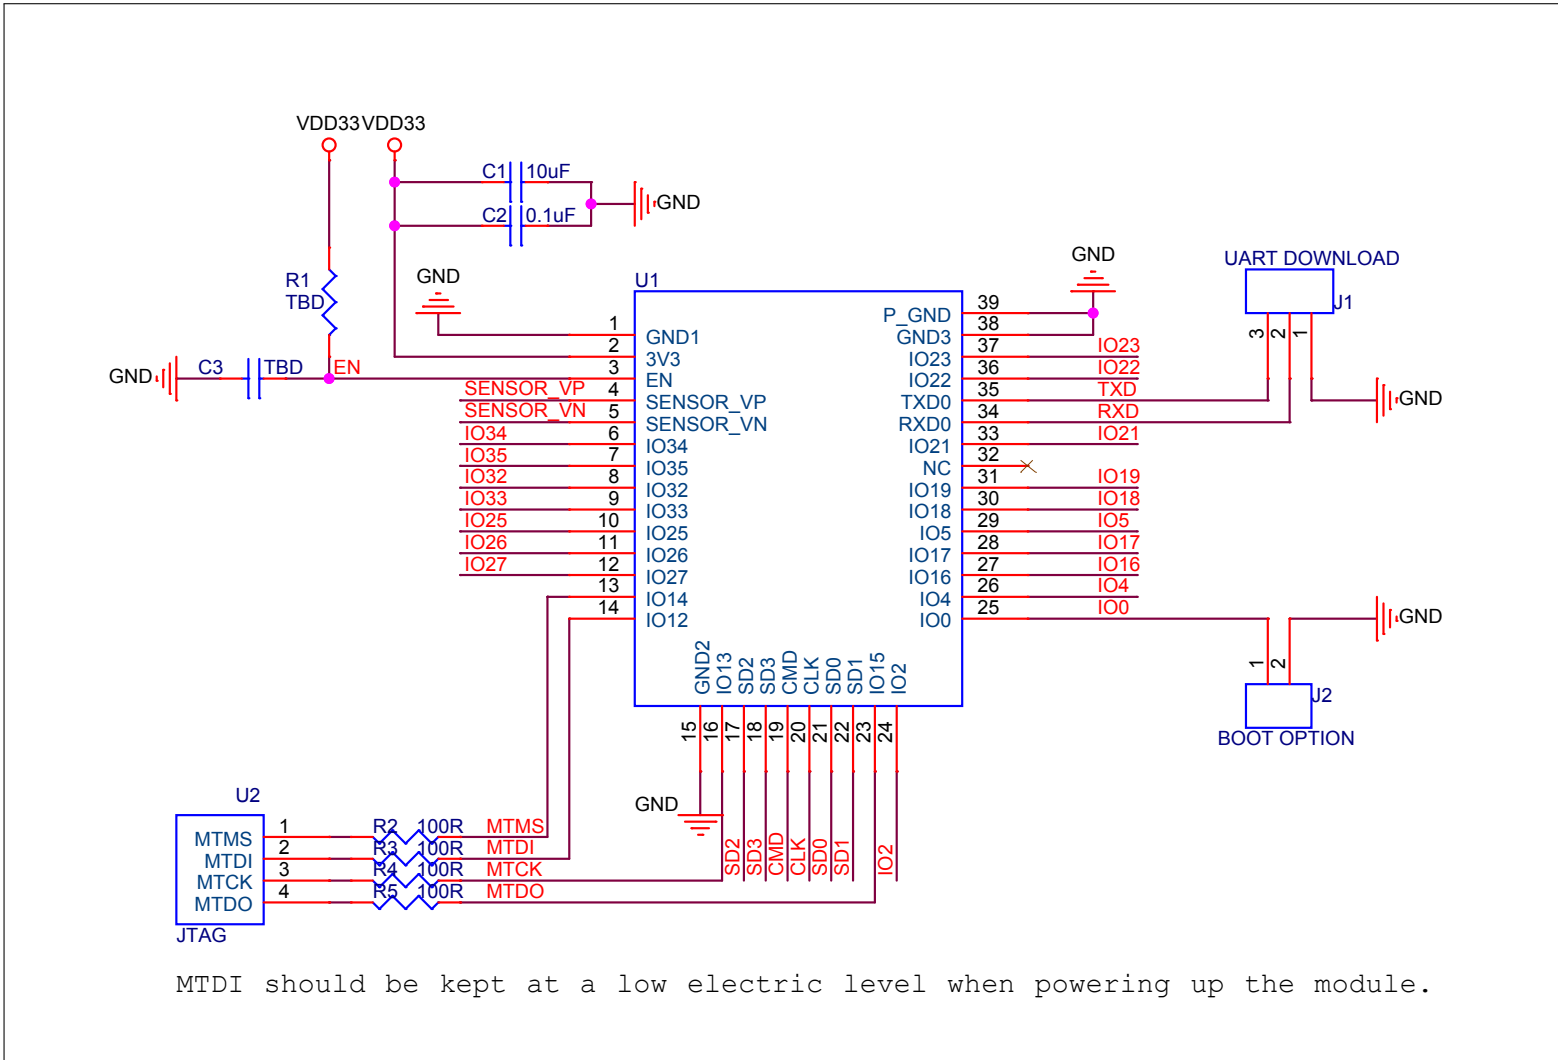 VDD33 VDD33
C1 10uF
GND
C2 0.1uF
R1
TBD
GND
C3 TBD EN
GND
U1
1 GND1
2 3V3
3 EN
SENSOR_VP 4 SENSOR_VP
SENSOR_VN 5 SENSOR_VN
IO34 6 IO34
IO35 7 IO35
IO32 8 IO32
IO33 9 IO33
IO25 10 IO25
IO26 11 IO26
IO27 12 IO27
13 IO14
14 IO12
GND
P_GND 39
GND3 38
IO23 37 IO23
IO22 36 IO22
TXD0 35 TXD
RXD0 34 RXD
IO21 33 IO21
NC 32
IO19 31 IO19
IO18 30 IO18
IO5 29 IO5
IO17 28 IO17
IO16 27 IO16
IO4 26 IO4
IO0 25 IO0
UART DOWNLOAD
J1
3 2 1
GND
GND
1 2
J2
BOOT OPTION
GND2 IO13 SD2 SD3 CMD CLK SD0 SD1 IO15 IO2
15 16 17 18 19 20 21 22 23 24
GND
SD2 SD3 CMD CLK SD0 SD1 IO2
U2
MTMS 1 R2 100R MTMS
MTDI 2 R3 100R MTDI
MTCK 3 R4 100R MTCK
MTDO 4 R5 100R MTDO
JTAG
MTDI should be kept at a low electric level when powering up the module.